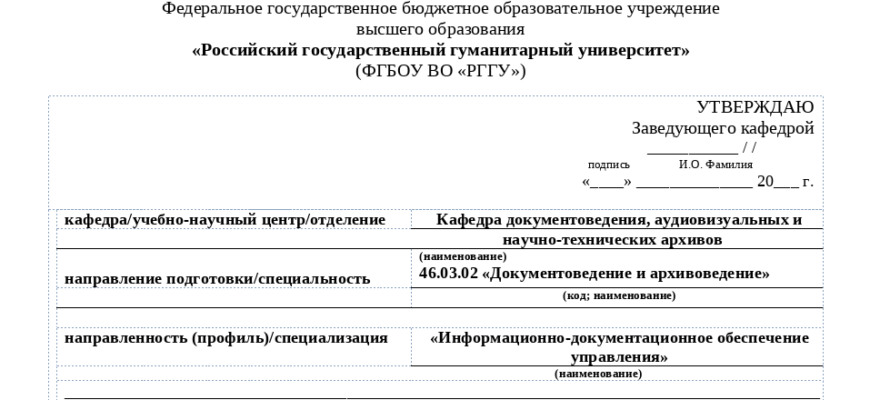 Федеральное государственное бюджетное образовательное учреждение
высшего образования
«Российский государственный гуманитарный университет»
(ФГБОУ ВО «РГГУ»)
УТВЕРЖДАЮ
Заведующего кафедрой
___________ / /
подпись И.О. Фамилия
«____» ______________ 20___ г.
кафедра/учебно-научный центр/отделение
Кафедра документоведения, аудиовизуальных и
научно-технических архивов
(наименование)
направление подготовки/специальность
46.03.02 «Документоведение и архивоведение»
(код; наименование)
направленность (профиль)/специализация
«Информационно-документационное обеспечение
управления»
(наименование)